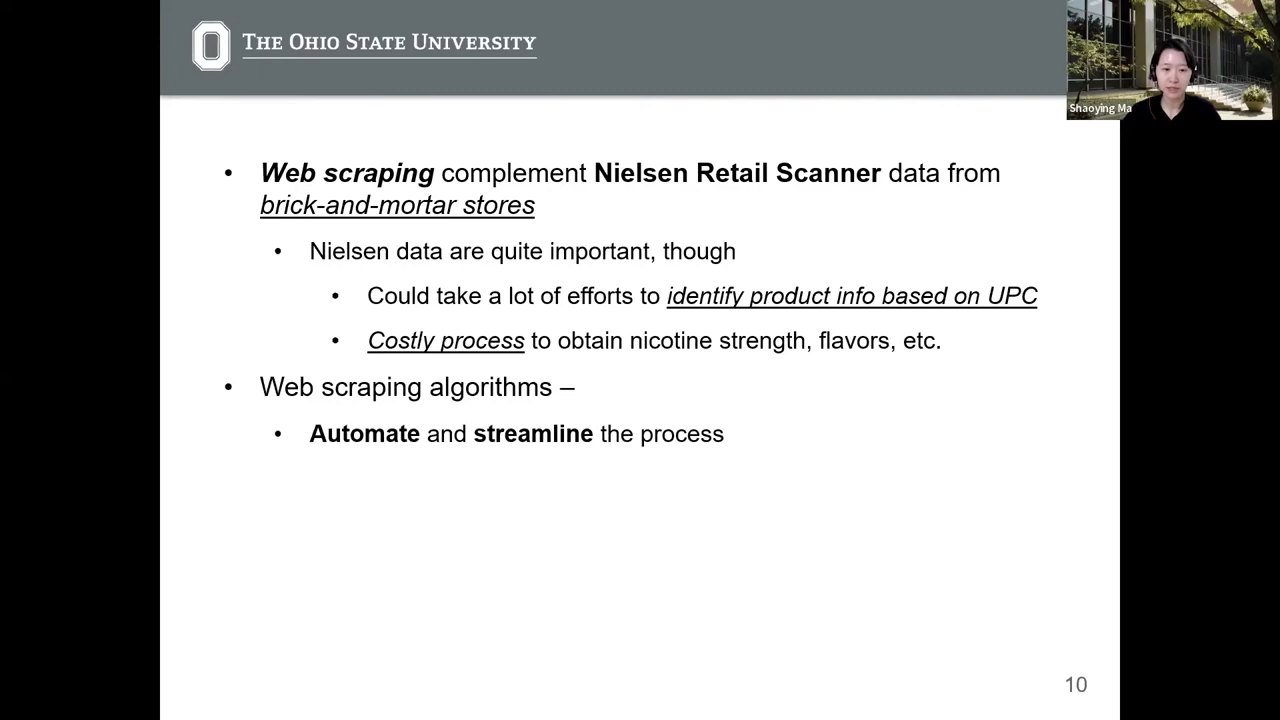 THE OHIO STATE UNIVERSITY
Shaoying Ma
• Web scraping complement Nielsen Retail Scanner data from
brick-and-mortar stores
• Nielsen data are quite important, though
• Could take a lot of efforts to identify product info based on UPC
• Costly process to obtain nicotine strength, flavors, etc.
• Web scraping algorithms –
• Automate and streamline the process
10